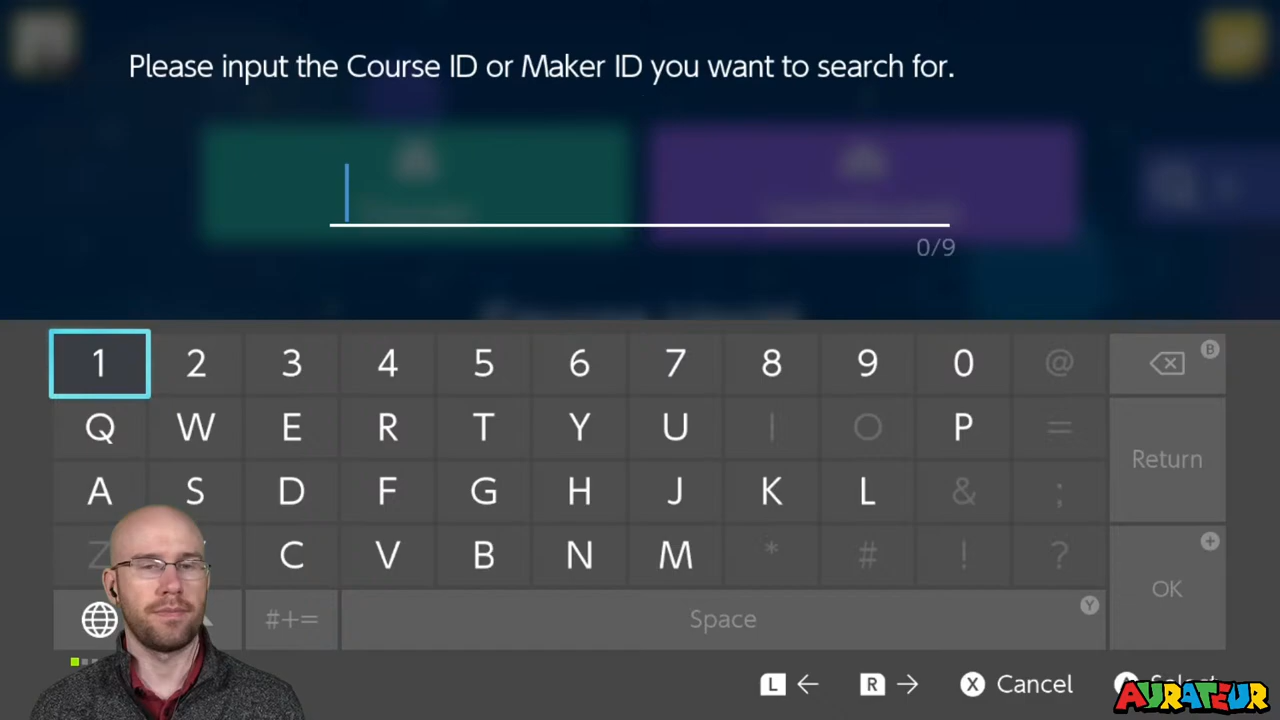 Please input the Course ID or Maker ID you want to search for.
0/9
1 2 3 4 5 6 7 8 9 0 @ B
Q W E R T Y U I O P =
Return
A S D F G H J K L & ;
Z C V B N M * # ! ? +
OK
#+= Space Y
L ← R → X Cancel Select
AURATEUR